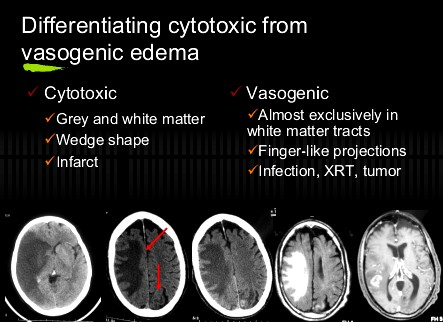 Differentiating cytotoxic from
vasogenic edema
✓ Cytotoxic
✓Grey and white matter
✓Wedge shape
✓Infarct
✓ Vasogenic
✓Almost exclusively in
white matter tracts
✓Finger-like projections
✓Infection, XRT, tumor